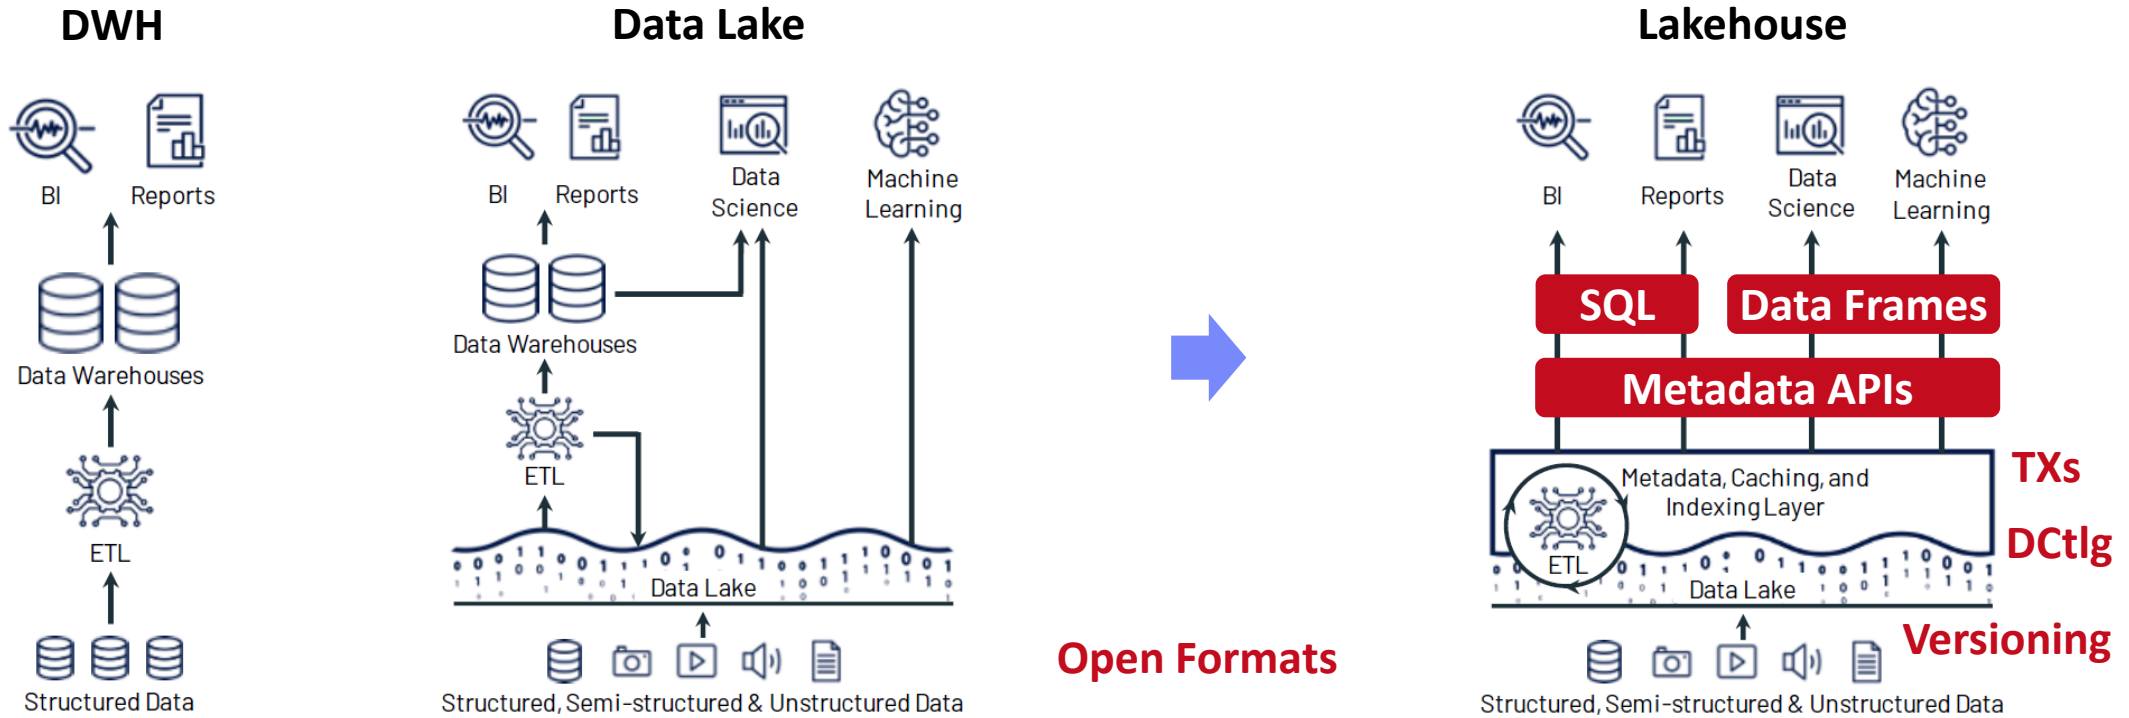 DWH
BI
Reports
Data Warehouses
ETL
Structured Data
Data Lake
BI
Reports
Data
Science
Machine
Learning
Data Warehouses
ETL
Data Lake
Structured, Semi-structured & Unstructured Data
Open Formats
Lakehouse
BI
Reports
Data
Science
Machine
Learning
SQL
Data Frames
Metadata APIs
Metadata, Caching, and
Indexing Layer
ETL
Data Lake
TXs
DCtlg
Versioning
Structured, Semi-structured & Unstructured Data